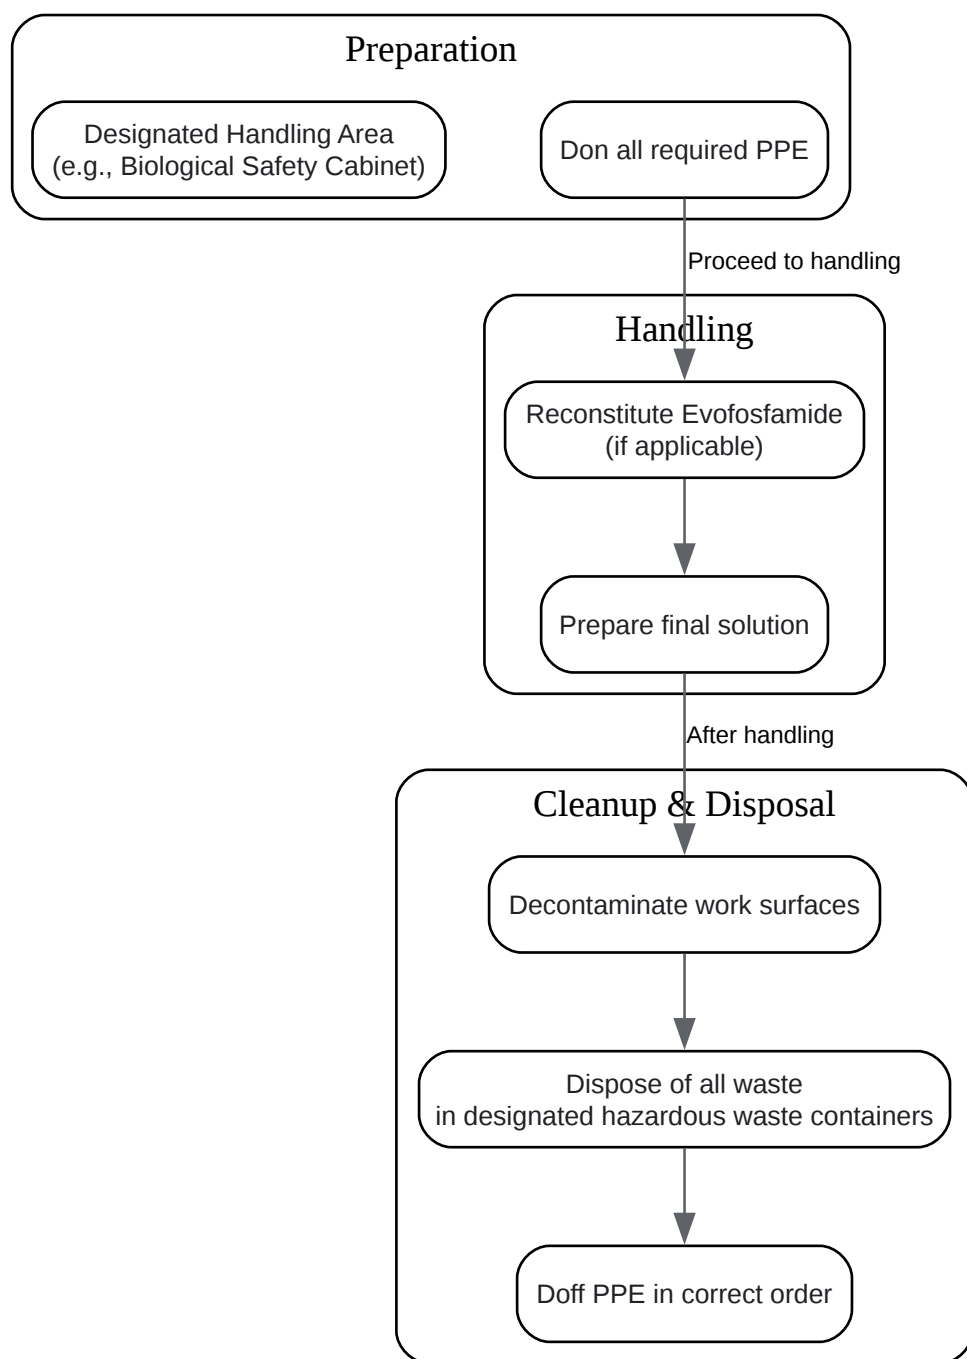 Preparation
Designated Handling Area
(e.g., Biological Safety Cabinet)
Don all required PPE
Proceed to handling
Handling
Reconstitute Evofosfamide
(if applicable)
Prepare final solution
After handling
Cleanup & Disposal
Decontaminate work surfaces
Dispose of all waste
in designated hazardous waste containers
Doff PPE in correct order